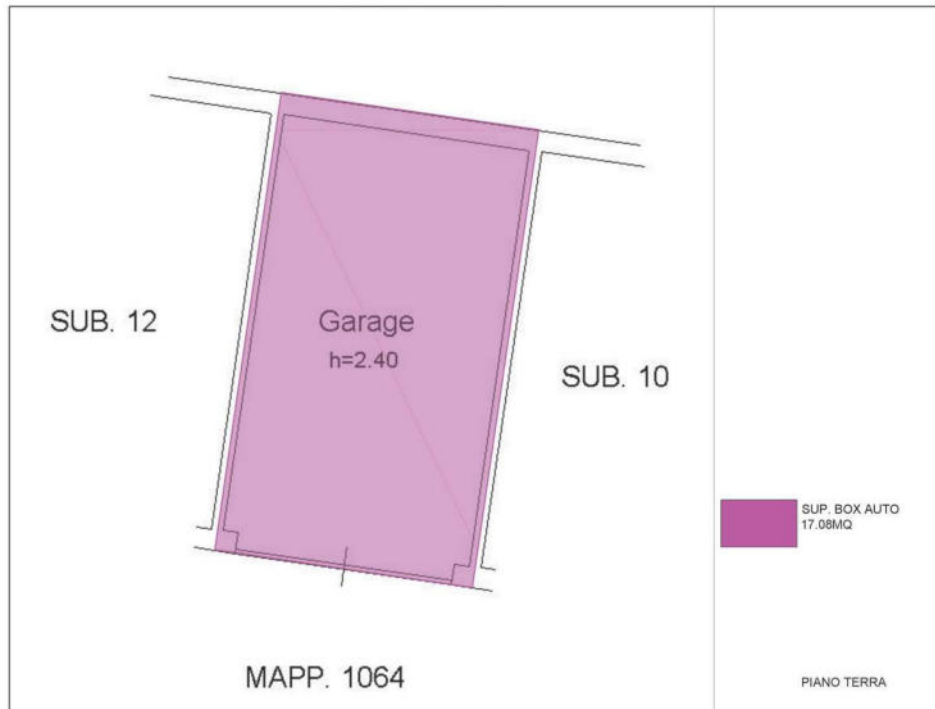 SUB. 12
Garage
h=2.40
SUB. 10
MAPP. 1064
SUP. BOX AUTO
17.08MQ
PIANO TERRA